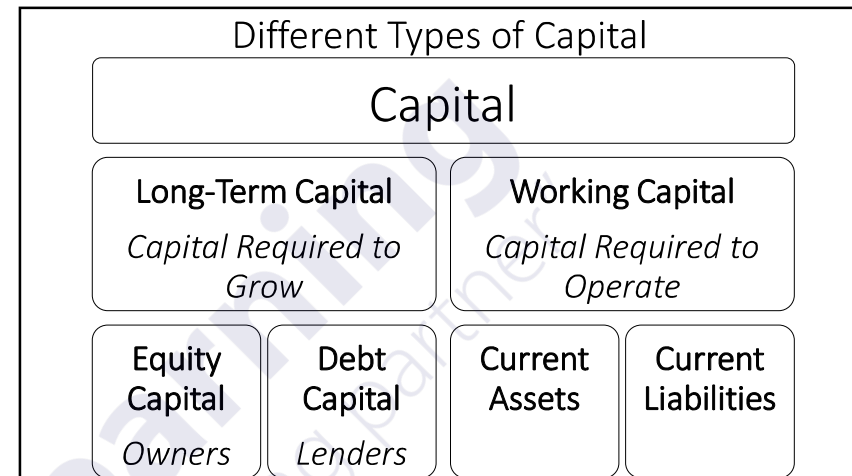 Different Types of Capital
Capital
Long-Term Capital
Capital Required to
Grow
Working Capital
Capital Required to
Operate
Equity
Capital
Owners
Debt
Capital
Lenders
Current
Assets
Current
Liabilities